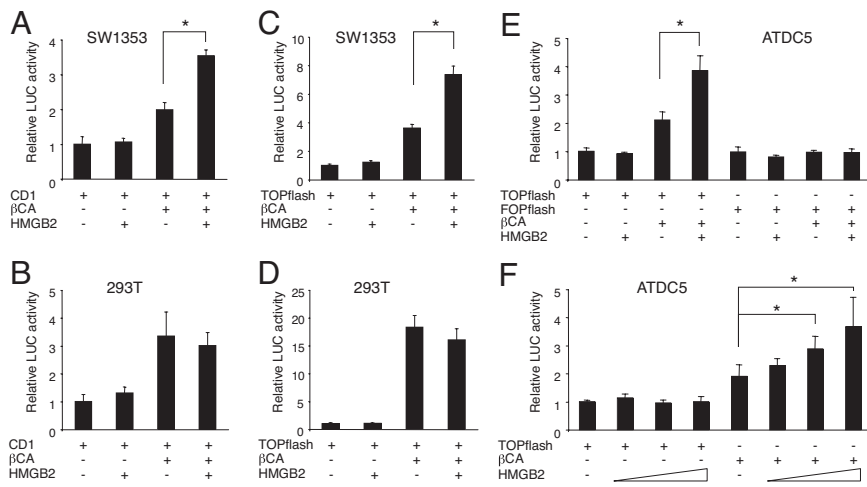 A
SW1353
*
Relative LUC activity
4
3
2
1
0
CD1 + + + +
βCA - - + +
HMGB2 - + - +
B
293T
Relative LUC activity
5
4
3
2
1
0
CD1 + + + +
βCA - - + +
HMGB2 - + - +
C
SW1353
*
Relative LUC activity
10
8
6
4
2
0
TOPflash + + + +
βCA - - + +
HMGB2 - + - +
D
293T
Relative LUC activity
25
20
15
10
5
0
TOPflash + + + +
βCA - - + +
HMGB2 - + - +
E
ATDC5
*
Relative LUC activity
5
4
3
2
1
0
TOPflash + + + + - - - -
FOPflash - - - - + + + +
βCA - - + + - - + +
HMGB2 - + - + - + - +
F
ATDC5
*
*
Relative LUC activity
5
4
3
2
1
0
TOPflash + + + + - - - -
βCA - - - - + + + +
HMGB2 - -